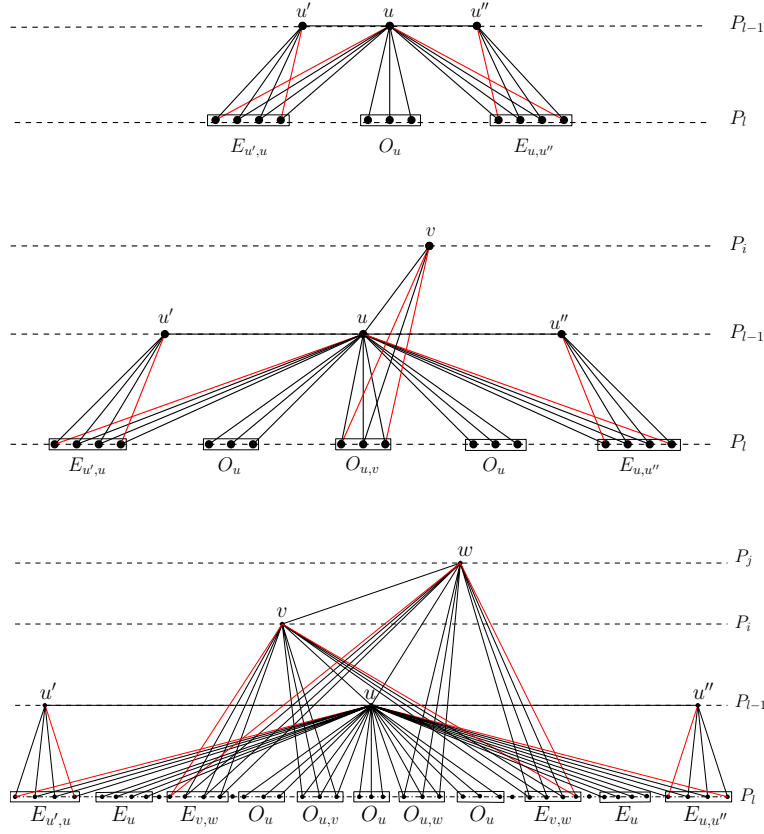 u′ u u″ P_{l−1}
P_l
E_{u′,u} O_u E_{u,u″}
v
P_i
u′ u u″ P_{l−1}
P_l
E_{u′,u} O_u O_{u,v} O_u E_{u,u″}
w P_j
v P_i
u′ u u″ P_{l−1}
P_l
E_{u′,u} E_u E_{v,w} O_u O_{u,v} O_u O_{u,w} O_u E_{v,w} E_u E_{u,u″}